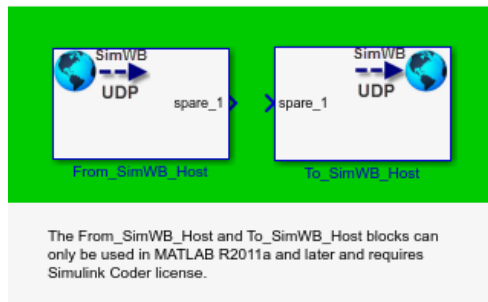 SimWB
UDP
spare_1
From_SimWB_Host
SimWB
UDP
spare_1
To_SimWB_Host
The From_SimWB_Host and To_SimWB_Host blocks can
only be used in MATLAB R2011a and later and requires
Simulink Coder license.